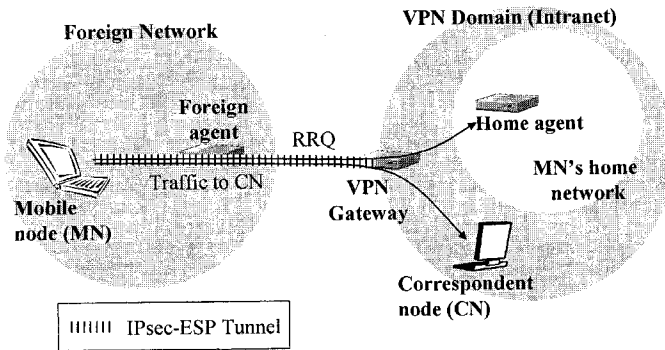 Foreign Network
VPN Domain (Intranet)
Foreign
agent
RRQ
Home agent
Traffic to CN
VPN
Gateway
MN's home
network
Mobile
node (MN)
Correspondent
node (CN)
IPsec-ESP Tunnel